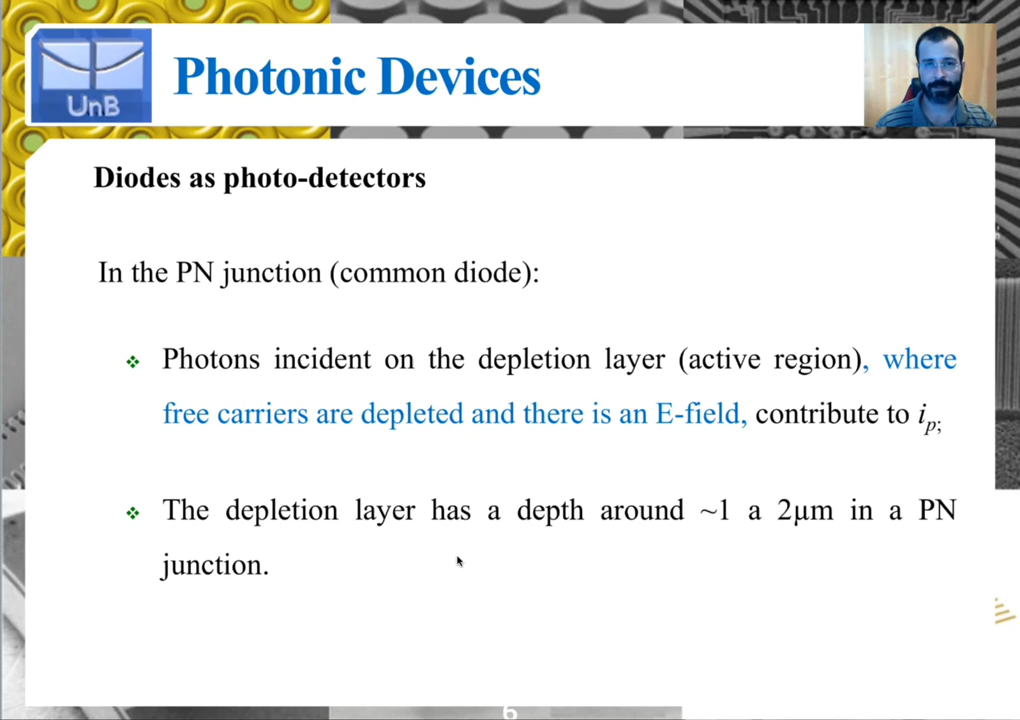 UnB
Photonic Devices
Diodes as photo-detectors
In the PN junction (common diode):
Photons incident on the depletion layer (active region), where
free carriers are depleted and there is an E-field, contribute to ip;
The depletion layer has a depth around ~1 a 2µm in a PN
junction.
6